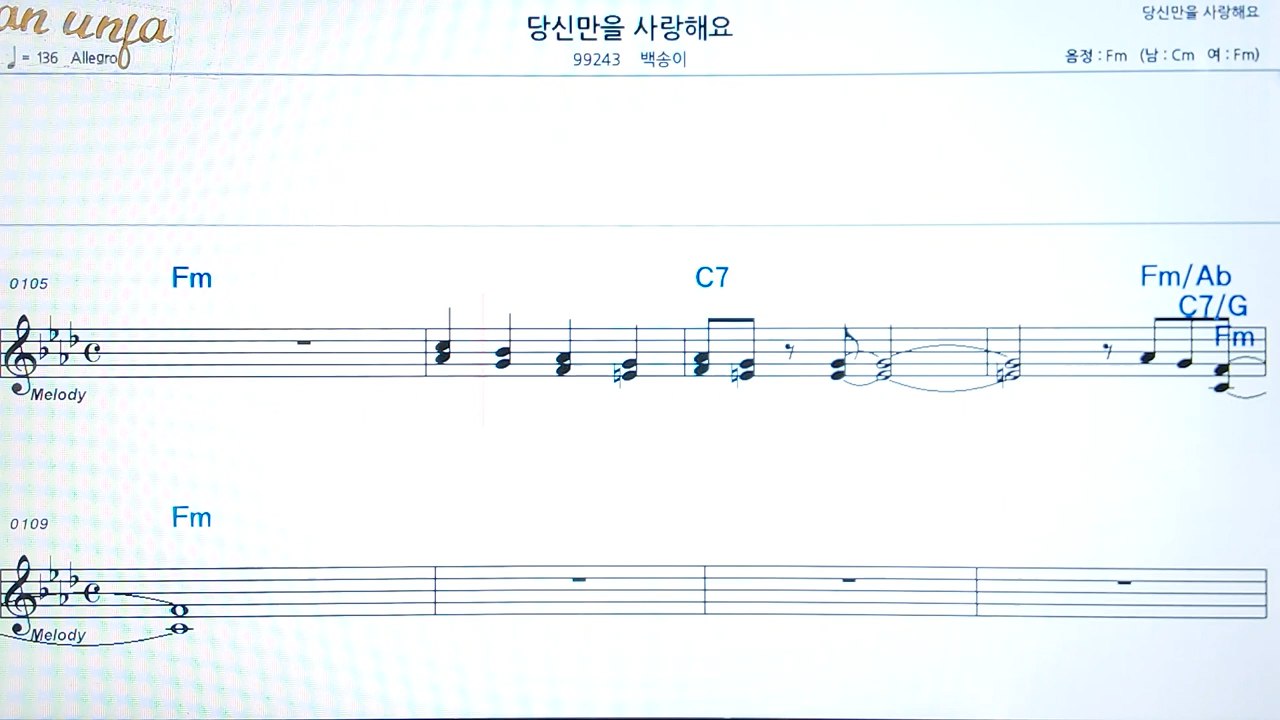 an unja
당신만을 사랑해요
당신만을 사랑해요
♩ = 136 Allegro
99243 백송이
음정 : Fm (남 : Cm 여 : Fm)
0105
Fm
C7
Fm/Ab
C7/G
Fm
Melody
0109
Fm
Melody